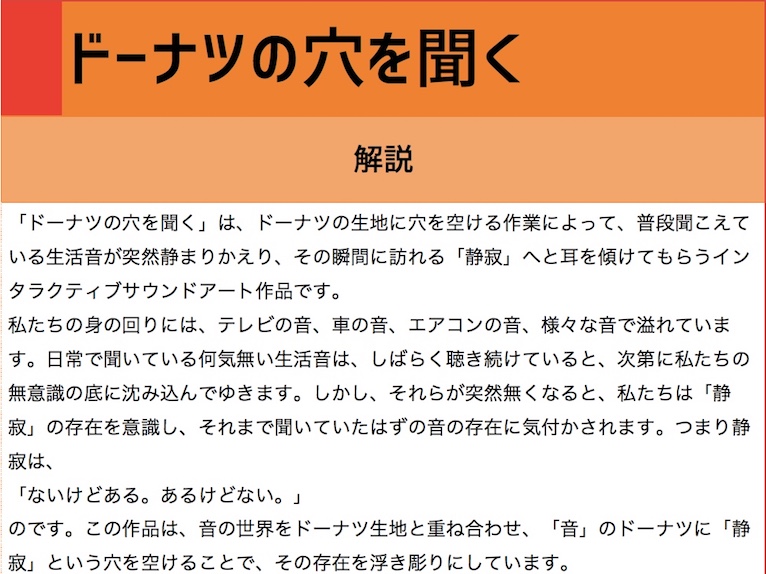 ドーナツの穴を聞く
解説
「ドーナツの穴を聞く」は、ドーナツの生地に穴を空ける作業によって、普段聞こえて
いる生活音が突然静まりかえり、その瞬間に訪れる「静寂」へと耳を傾けてもらうイン
タラクティブサウンドアート作品です。
私たちの身の回りには、テレビの音、車の音、エアコンの音、様々な音で溢れていま
す。日常で聞いている何気無い生活音は、しばらく聴き続けていると、次第に私たちの
無意識の底に沈み込んでゆきます。しかし、それらが突然無くなると、私たちは「静
寂」の存在を意識し、それまで聞いていたはずの音の存在に気付かされます。つまり静
寂は、
「ないけどある。あるけどない。」
のです。この作品は、音の世界をドーナツ生地と重ね合わせ、「音」のドーナツに「静
寂」という穴を空けることで、その存在を浮き彫りにしています。